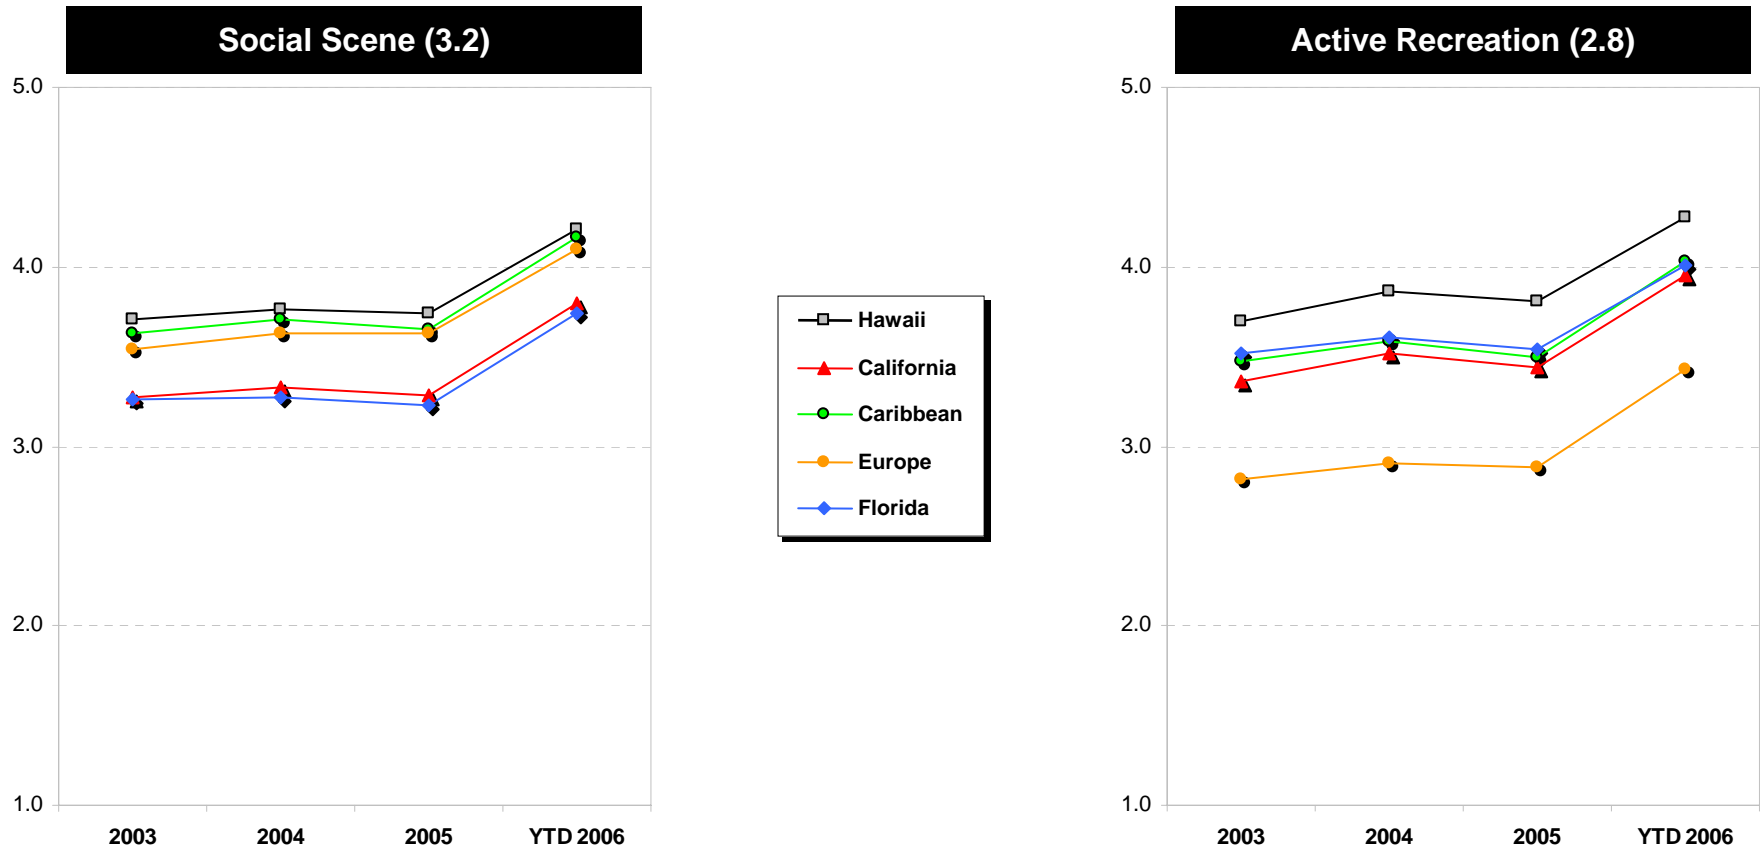 Social Scene (3.2)
5.0
4.0
3.0
2.0
1.0
2003 2004 2005 YTD 2006
Hawaii
California
Caribbean
Europe
Florida
Active Recreation (2.8)
5.0
4.0
3.0
2.0
1.0
2003 2004 2005 YTD 2006